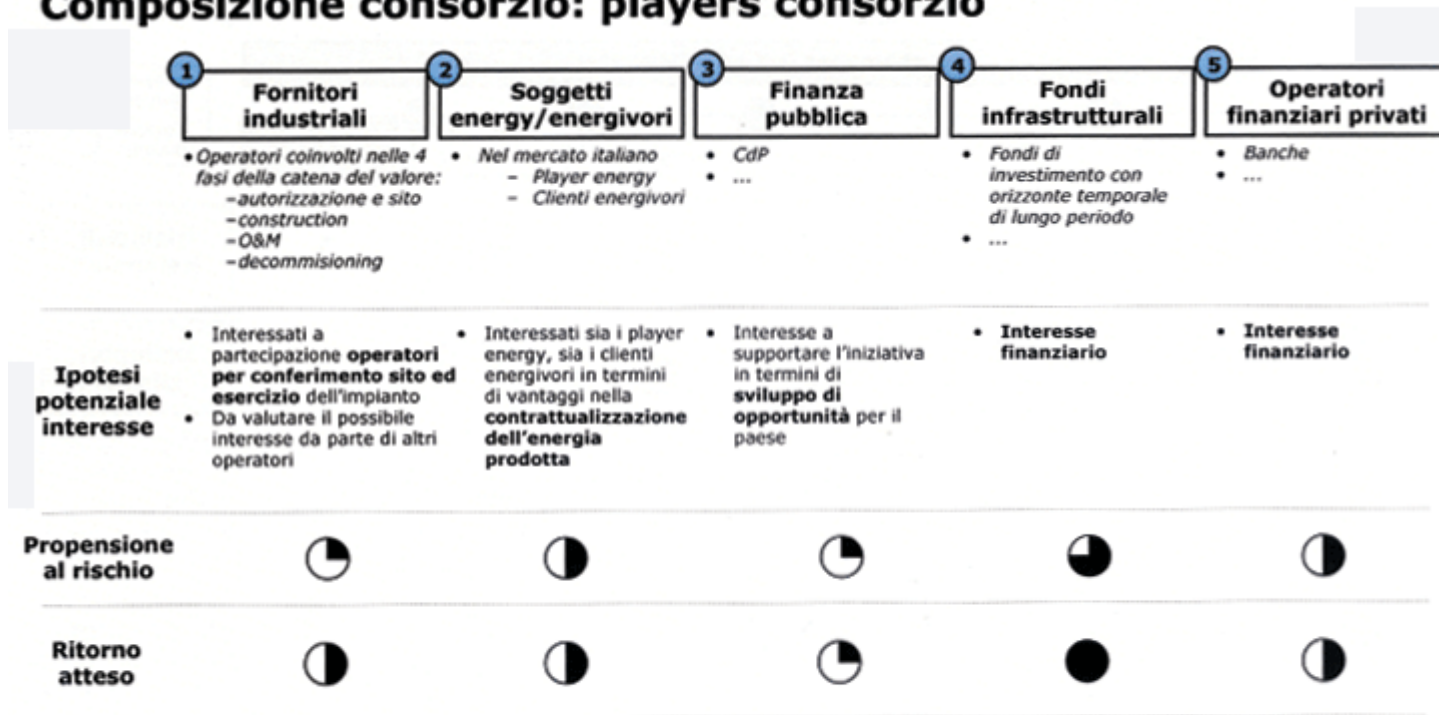 Composizione consorzio: players consorzio
1
Fornitori
industriali
• Operatori coinvolti nelle 4
fasi della catena del valore:
–autorizzazione e sito
–construction
–O&M
–decommisioning
2
Soggetti
energy/energivori
• Nel mercato italiano
– Player energy
– Clienti energivori
3
Finanza
pubblica
• CdP
• ...
4
Fondi
infrastrutturali
• Fondi di
investimento con
orizzonte temporale
di lungo periodo
• ...
5
Operatori
finanziari privati
• Banche
• ...
Ipotesi
potenziale
interesse
• Interessati a
partecipazione operatori
per conferimento sito ed
esercizio dell'impianto
• Da valutare il possibile
interesse da parte di altri
operatori
• Interessati sia i player
energy, sia i clienti
energivori in termini
di vantaggi nella
contrattualizzazione
dell'energia
prodotta
• Interesse a
supportare l'iniziativa
in termini di
sviluppo di
opportunità per il
paese
• Interesse
finanziario
• Interesse
finanziario
Propensione
al rischio
Ritorno
atteso